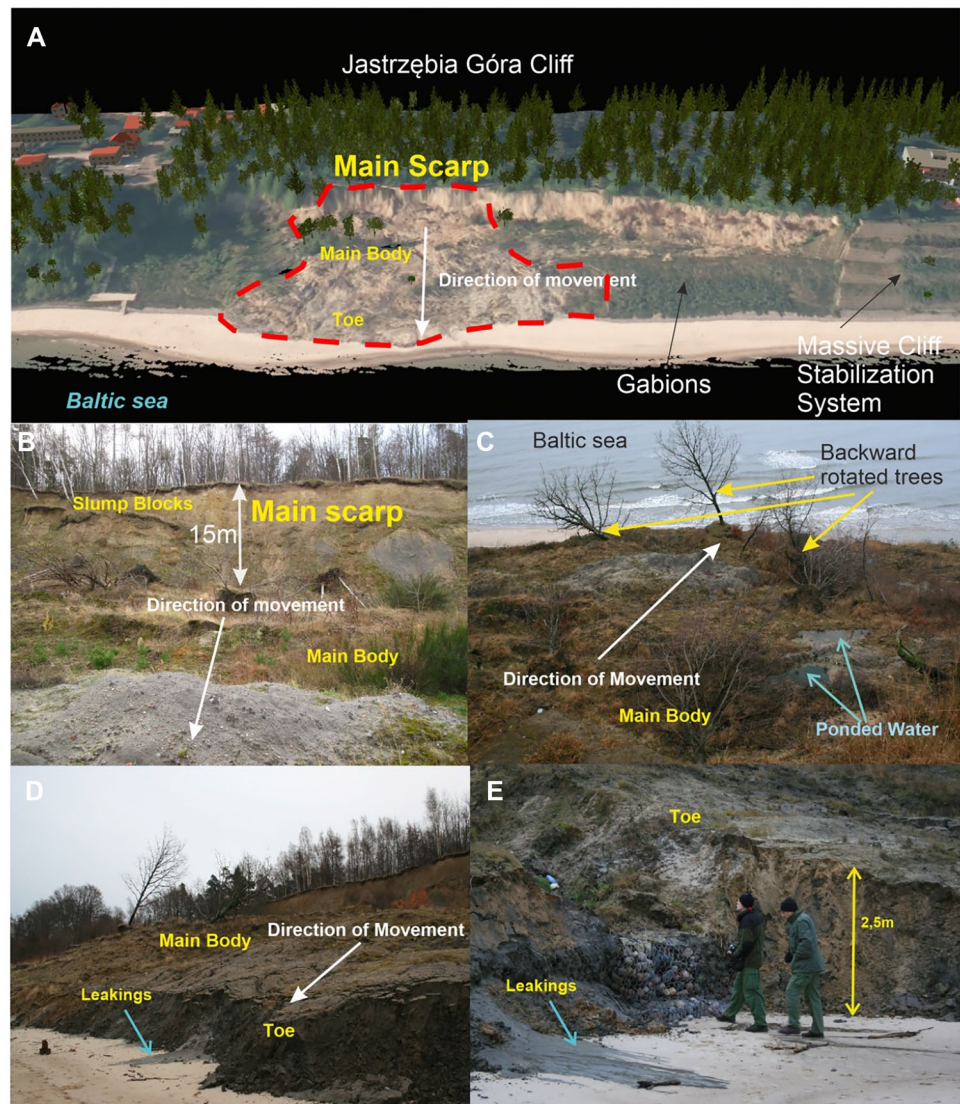 A
Jastrzębia Góra Cliff
Main Scarp
Main Body
Direction of movement
Toe
Gabions
Massive Cliff
Stabilization
System
Baltic sea
B
Slump Blocks
Main scarp
15m
Direction of movement
Main Body
C
Baltic sea
Backward
rotated trees
Direction of Movement
Main Body
Ponded Water
D
Main Body
Direction of Movement
Leakings
Toe
E
Toe
2,5m
Leakings